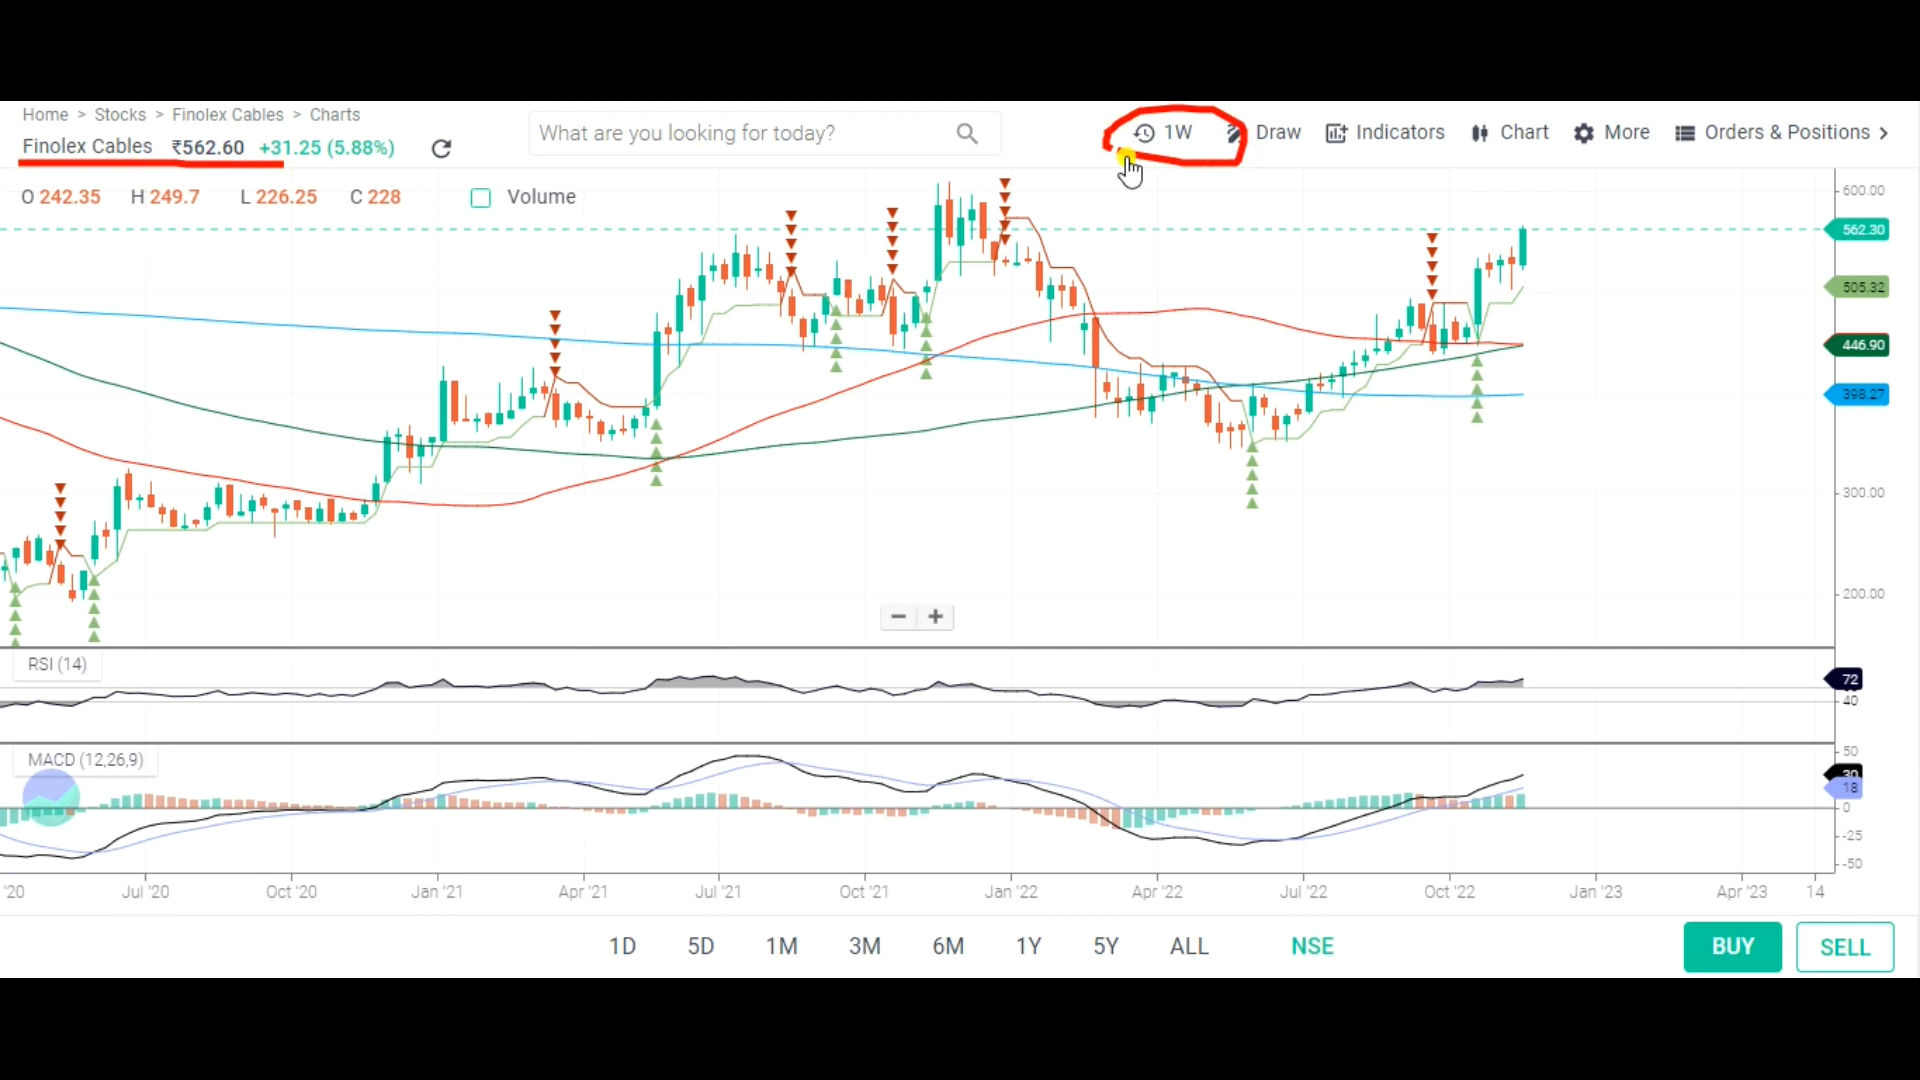 Home > Stocks > Finolex Cables > Charts
Finolex Cables ₹562.60 +31.25 (5.88%)
What are you looking for today?
1W Draw Indicators Chart More Orders & Positions
O 242.35 H 249.7 L 226.25 C 228 Volume
600.00
562.30
505.32
446.90
398.27
300.00
200.00
RSI (14)
72
40
MACD (12,26,9)
50
30
18
0
-25
-50
'20 Jul '20 Oct '20 Jan '21 Apr '21 Jul '21 Oct '21 Jan '22 Apr '22 Jul '22 Oct '22 Jan '23 Apr '23 14
1D 5D 1M 3M 6M 1Y 5Y ALL NSE BUY SELL